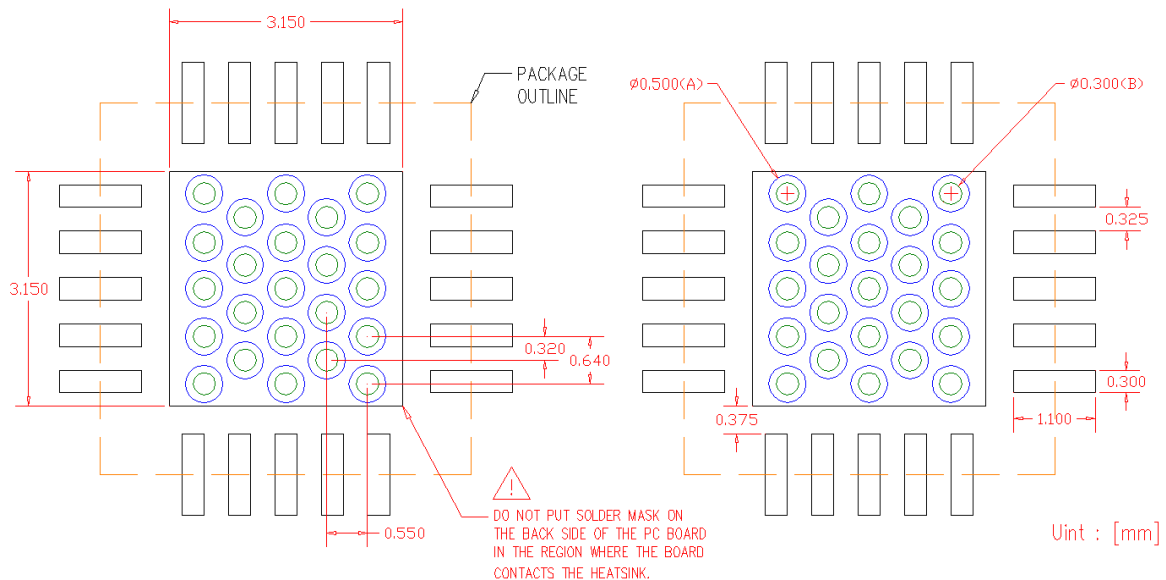 3.150
PACKAGE
OUTLINE
Ø0.500(A)
Ø0.300(B)
0.325
3.150
0.320
0.640
0.300
0.375
1.100
0.550
!
DO NOT PUT SOLDER MASK ON
THE BACK SIDE OF THE PC BOARD
IN THE REGION WHERE THE BOARD
CONTACTS THE HEATSINK.
Uint : [mm]